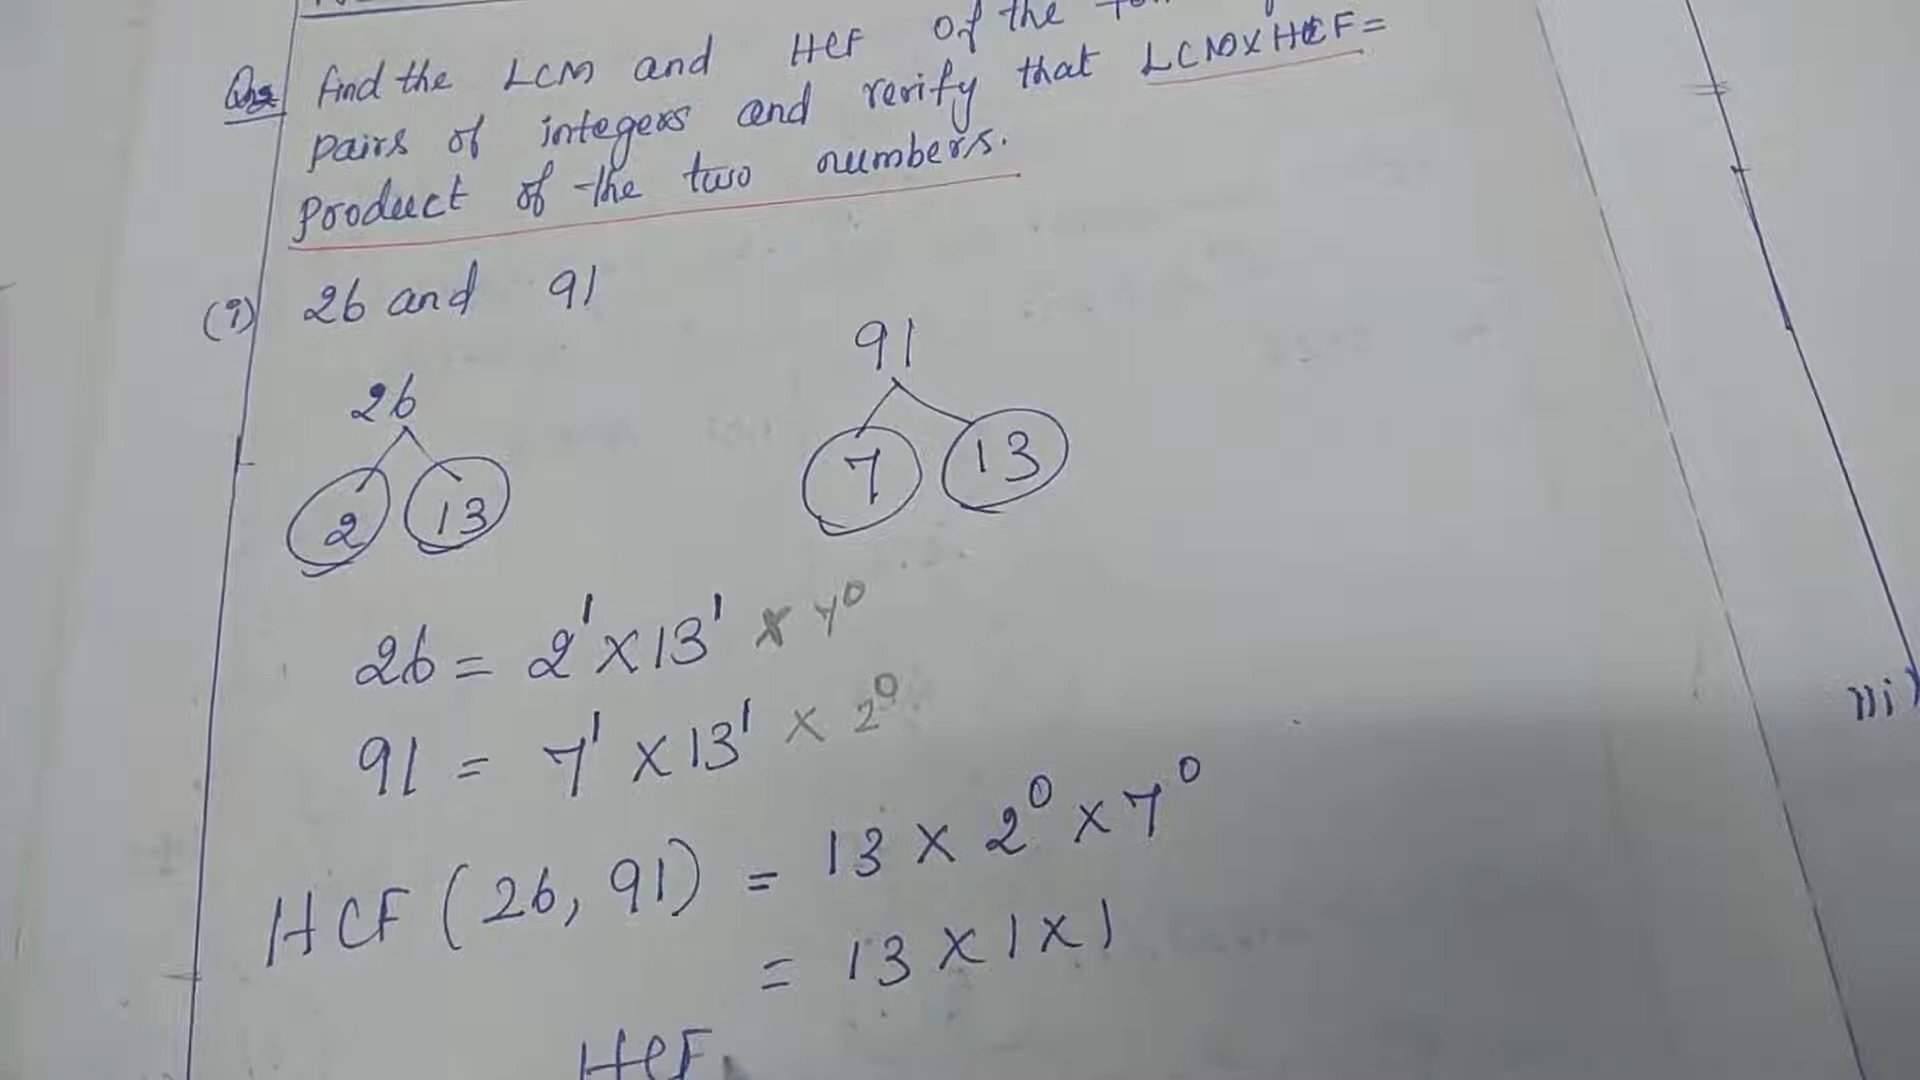 find the LCM and HCF of the
pairs of integers and verify that LCM X HCF =
product of the two numbers.
(i) 26 and 91
26
2 13
91
7 13
26 = 2¹ X 13¹ X 7⁰
91 = 7¹ X 13¹ X 2⁰
HCF (26, 91) = 13 X 2⁰ X 7⁰
= 13 X 1 X 1
HCF
iii)